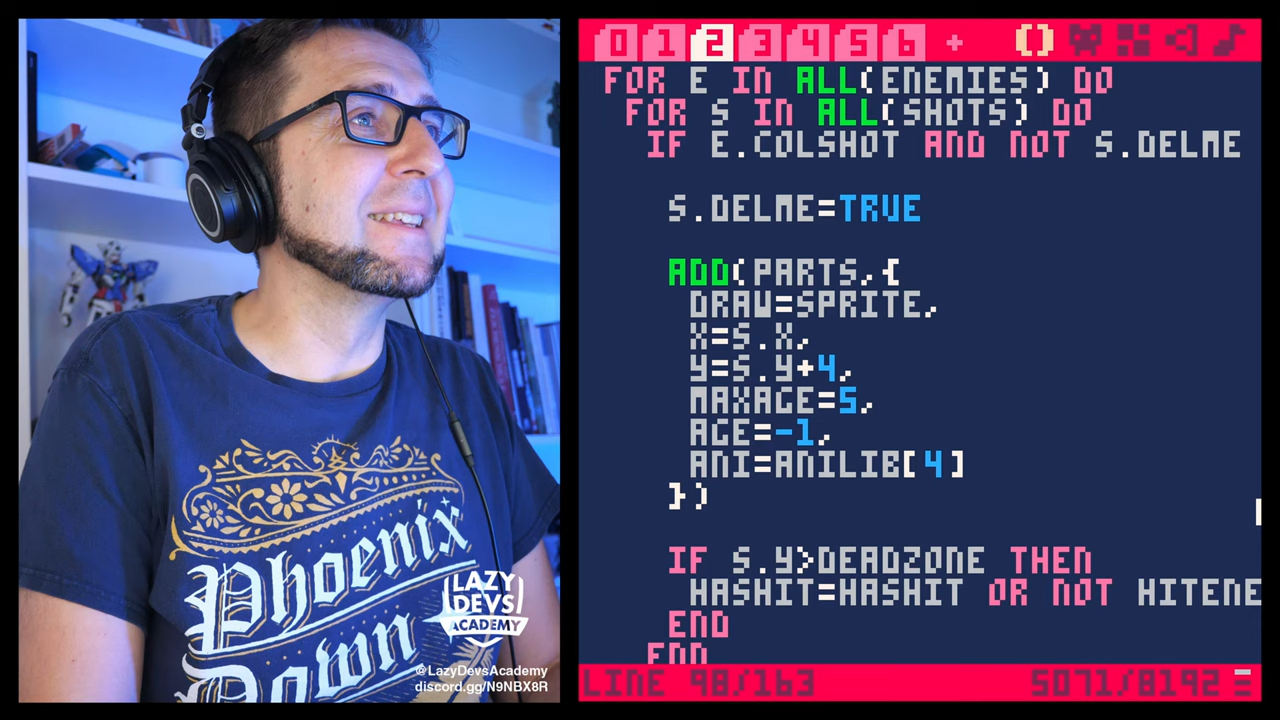 Phoenix
Down
LAZY
DEVS
ACADEMY
@LazyDevsAcademy
discord.gg/N9NBX8R
0 1 2 3 4 5 6 +
FOR E IN ALL(ENEMIES) DO
FOR S IN ALL(SHOTS) DO
IF E.COLSHOT AND NOT S.DELME
S.DELME=TRUE
ADD(PARTS,{
DRAW=SPRITE,
X=S.X,
Y=S.Y+4,
MAXAGE=5,
AGE=-1,
ANI=ANILIB[4]
})
IF S.Y>DEADZONE THEN
HASHIT=HASHIT OR NOT HITENE
END
END
LINE 98/163 5071/8192